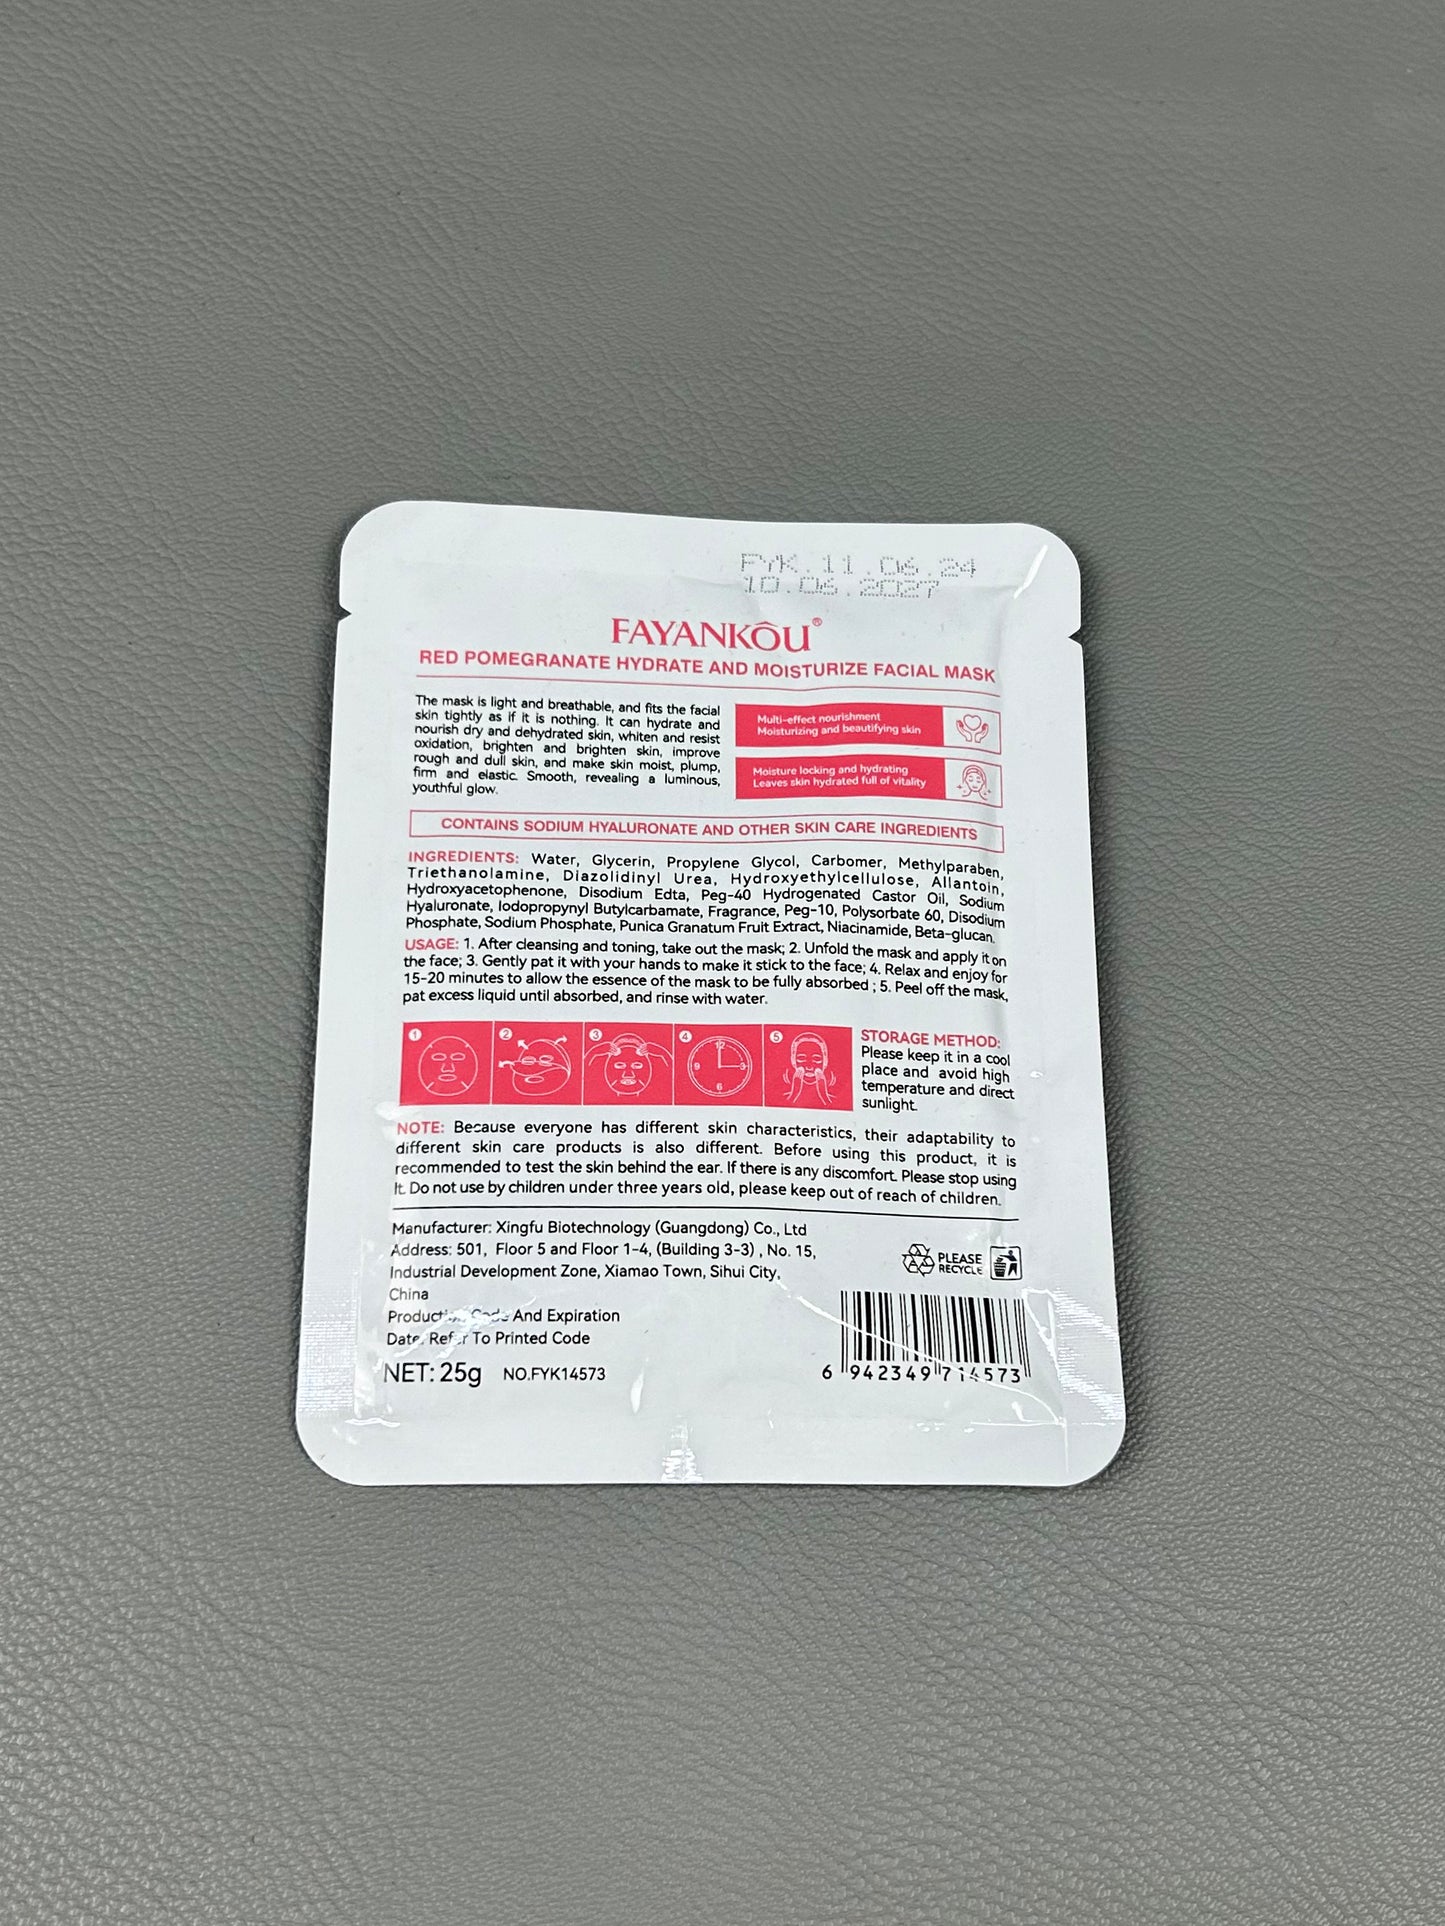 FYK.11.06.24
10.06.2027
FAYANKÔU®
RED POMEGRANATE HYDRATE AND MOISTURIZE FACIAL MASK
The mask is light and breathable, and fits the facial
skin tightly as if it is nothing. It can hydrate and
nourish dry and dehydrated skin, whiten and resist
oxidation, brighten and brighten skin, improve
rough and dull skin, and make skin moist, plump,
firm and elastic. Smooth, revealing a luminous,
youthful glow.
Multi-effect nourishment
Moisturizing and beautifying skin
Moisture locking and hydrating
Leaves skin hydrated full of vitality
CONTAINS SODIUM HYALURONATE AND OTHER SKIN CARE INGREDIENTS
INGREDIENTS: Water, Glycerin, Propylene Glycol, Carbomer, Methylparaben,
Triethanolamine, Diazolidinyl Urea, Hydroxyethylcellulose, Allantoin,
Hydroxyacetophenone, Disodium Edta, Peg-40 Hydrogenated Castor Oil, Sodium
Hyaluronate, Iodopropynyl Butylcarbamate, Fragrance, Peg-10, Polysorbate 60, Disodium
Phosphate, Sodium Phosphate, Punica Granatum Fruit Extract, Niacinamide, Beta-glucan.
USAGE: 1. After cleansing and toning, take out the mask; 2. Unfold the mask and apply it on
the face; 3. Gently pat it with your hands to make it stick to the face; 4. Relax and enjoy for
15-20 minutes to allow the essence of the mask to be fully absorbed ; 5. Peel off the mask,
pat excess liquid until absorbed, and rinse with water.
1 2 3 4 5
12 3 6 9
STORAGE METHOD:
Please keep it in a cool
place and avoid high
temperature and direct
sunlight.
NOTE: Because everyone has different skin characteristics, their adaptability to
different skin care products is also different. Before using this product, it is
recommended to test the skin behind the ear. If there is any discomfort. Please stop using
It. Do not use by children under three years old, please keep out of reach of children.
Manufacturer: Xingfu Biotechnology (Guangdong) Co., Ltd
Address: 501, Floor 5 and Floor 1-4, (Building 3-3) , No. 15,
Industrial Development Zone, Xiamao Town, Sihui City,
China
Production Code And Expiration
Date: Refer To Printed Code
NET: 25g NO.FYK14573
PLEASE
RECYCLE
6 942349 714573